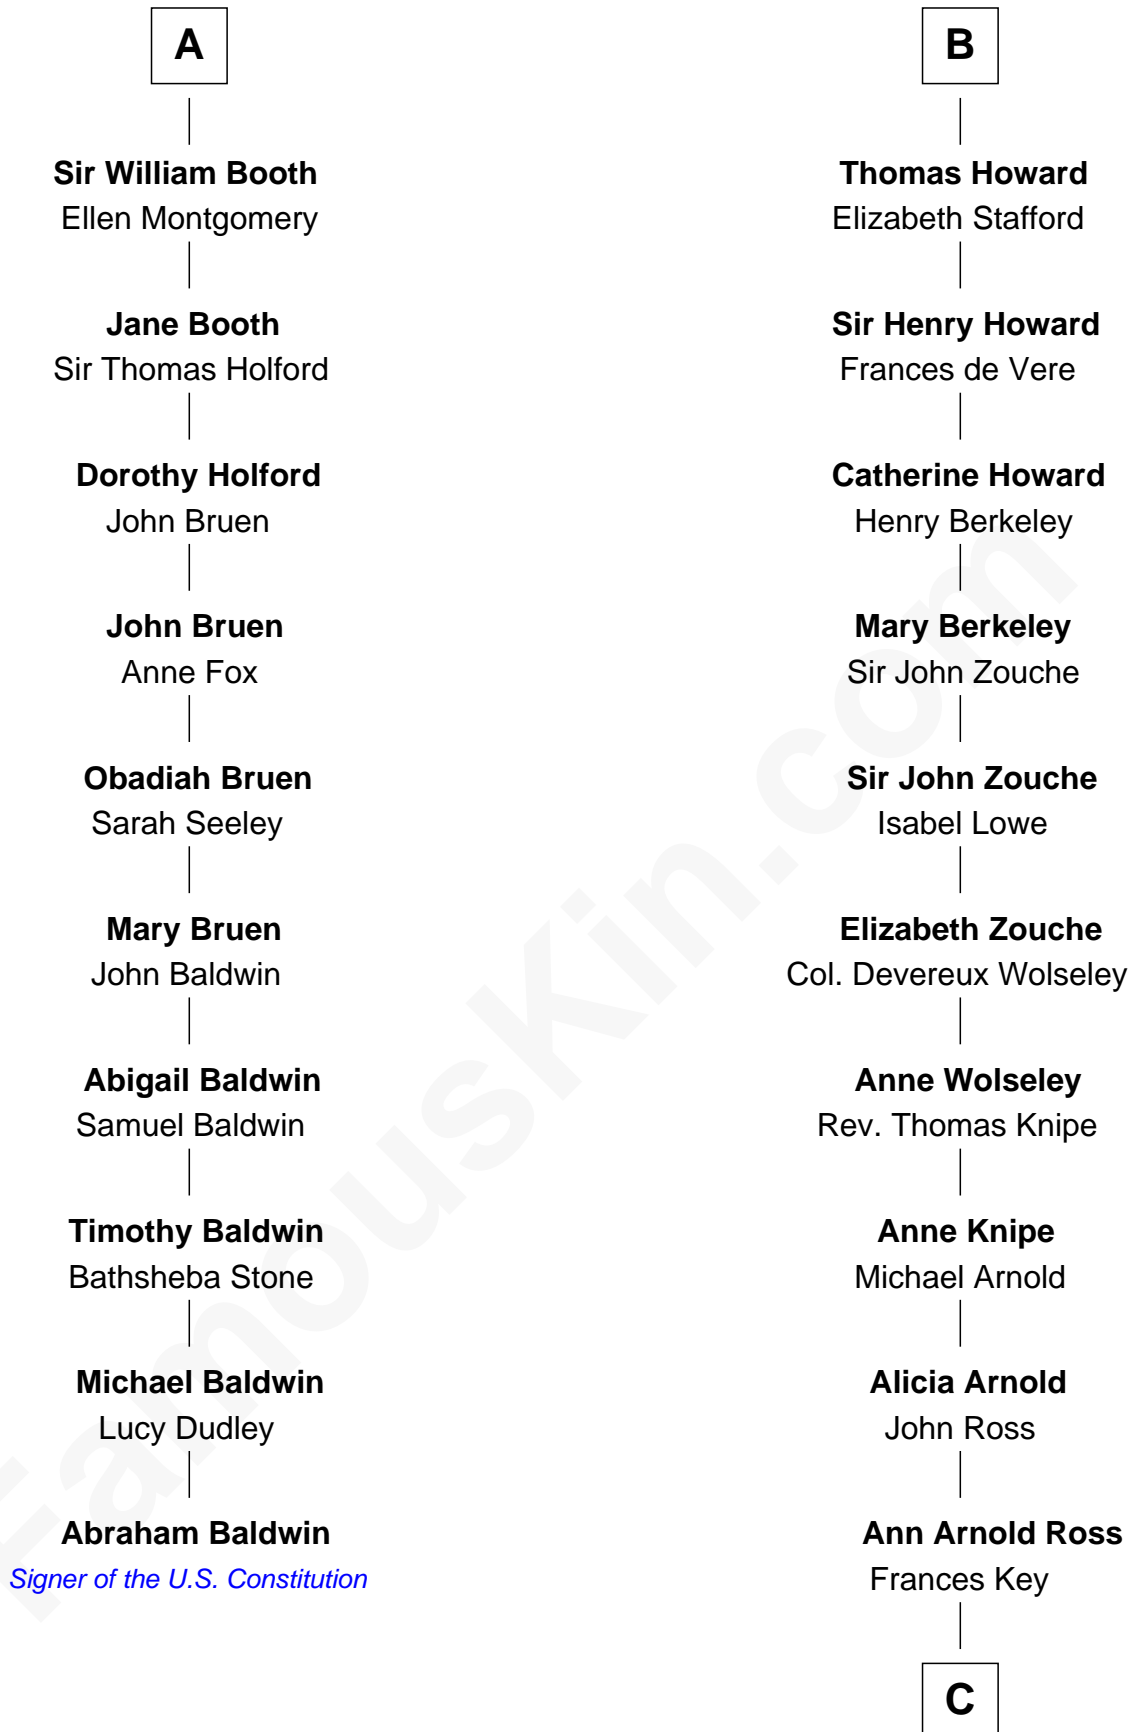 A
Sir William Booth
Ellen Montgomery
Jane Booth
Sir Thomas Holford
Dorothy Holford
John Bruen
John Bruen
Anne Fox
Obadiah Bruen
Sarah Seeley
Mary Bruen
John Baldwin
Abigail Baldwin
Samuel Baldwin
Timothy Baldwin
Bathsheba Stone
Michael Baldwin
Lucy Dudley
Abraham Baldwin
Signer of the U.S. Constitution
B
Thomas Howard
Elizabeth Stafford
Sir Henry Howard
Frances de Vere
Catherine Howard
Henry Berkeley
Mary Berkeley
Sir John Zouche
Sir John Zouche
Isabel Lowe
Elizabeth Zouche
Col. Devereux Wolseley
Anne Wolseley
Rev. Thomas Knipe
Anne Knipe
Michael Arnold
Alicia Arnold
John Ross
Ann Arnold Ross
Frances Key
C
FamousKin.com